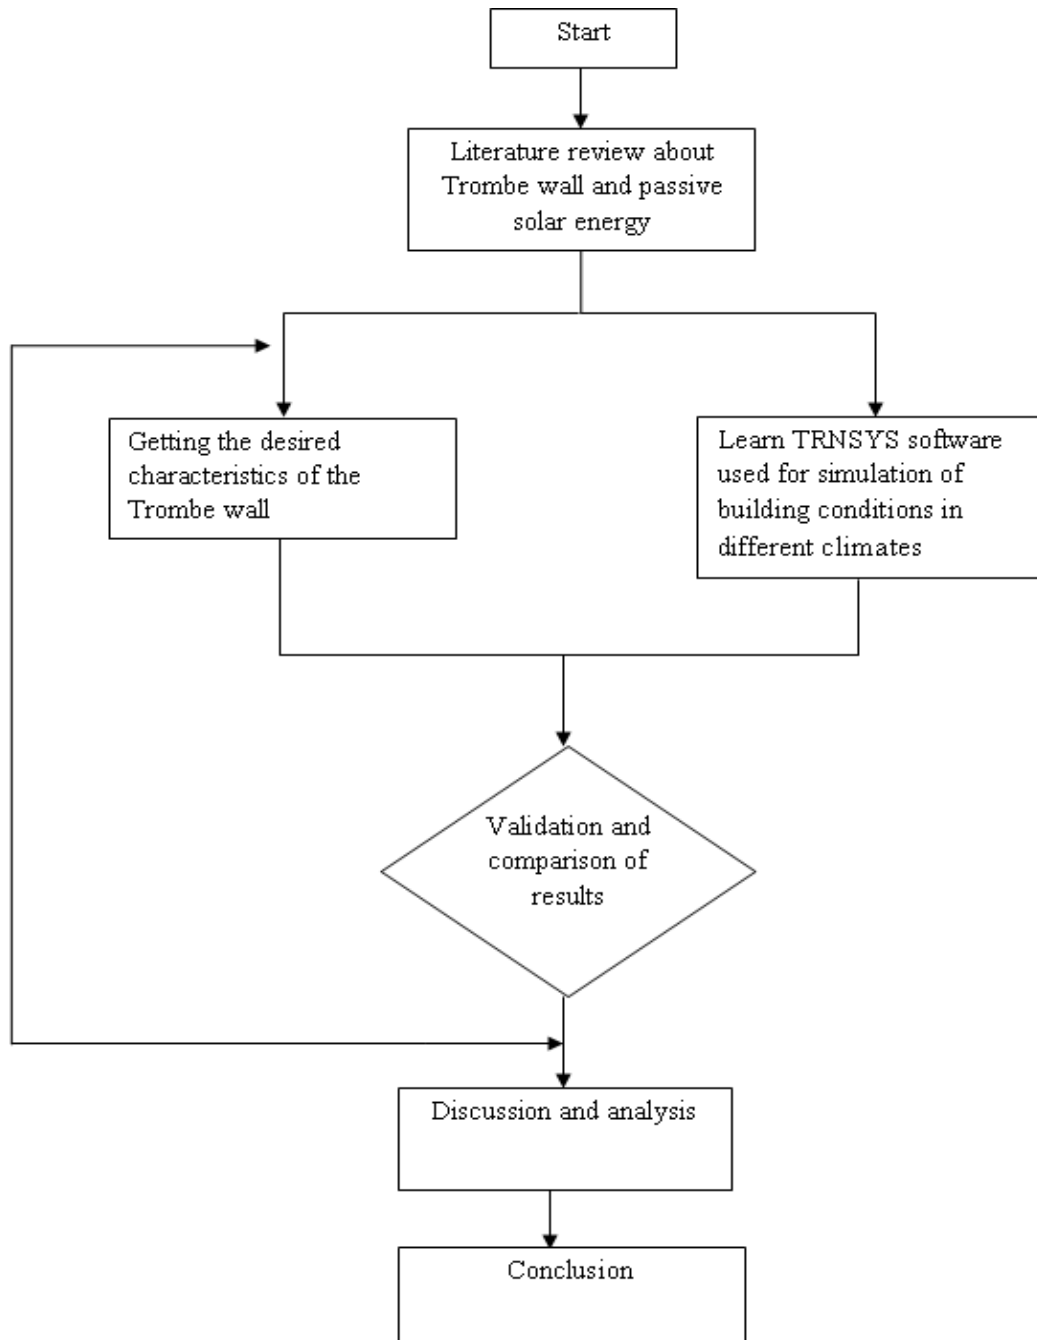 Start
Literature review about
Trombe wall and passive
solar energy
Getting the desired
characteristics of the
Trombe wall
Learn TRNSYS software
used for simulation of
building conditions in
different climates
Validation and
comparison of
results
Discussion and analysis
Conclusion